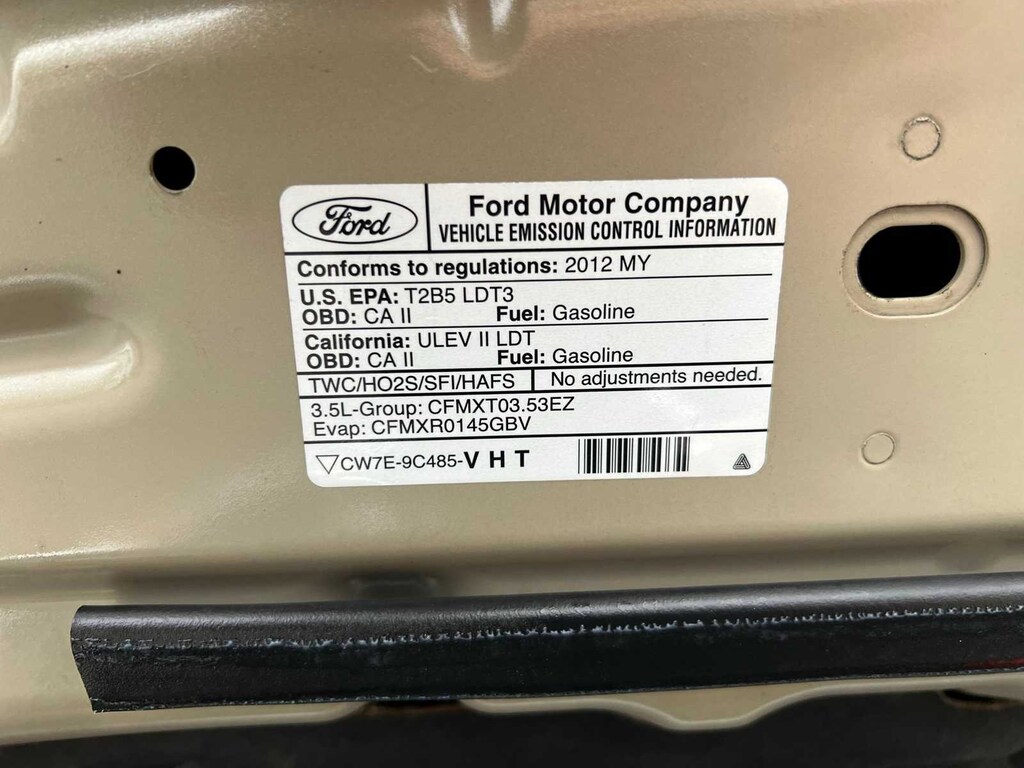 Ford
Ford Motor Company
VEHICLE EMISSION CONTROL INFORMATION
Conforms to regulations: 2012 MY
U.S. EPA: T2B5 LDT3
OBD: CA II Fuel: Gasoline
California: ULEV II LDT
OBD: CA II Fuel: Gasoline
TWC/HO2S/SFI/HAFS No adjustments needed.
3.5L-Group: CFMXT03.53EZ
Evap: CFMXR0145GBV
CW7E-9C485-V H T